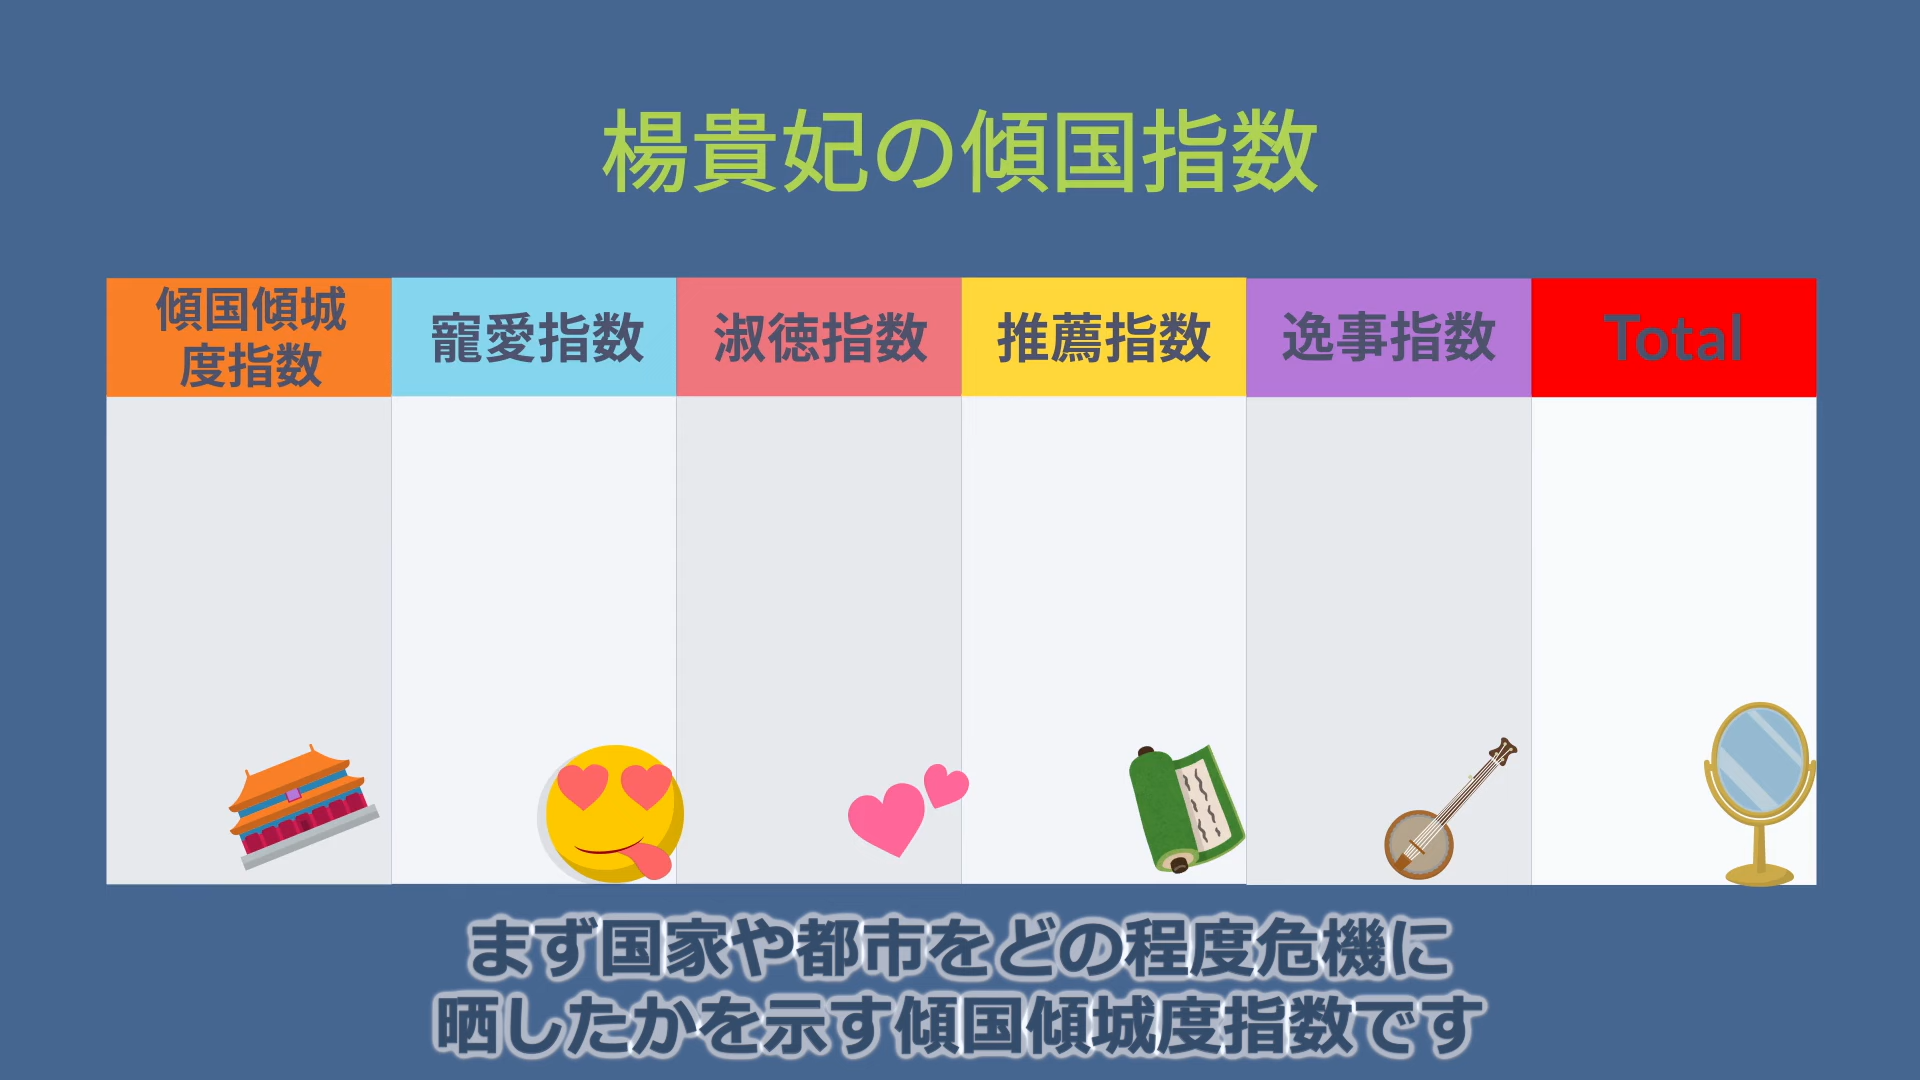 楊貴妃の傾国指数
傾国傾城
度指数
寵愛指数
淑徳指数
推薦指数
逸事指数
Total
まず国家や都市をどの程度危機に
晒したかを示す傾国傾城度指数です